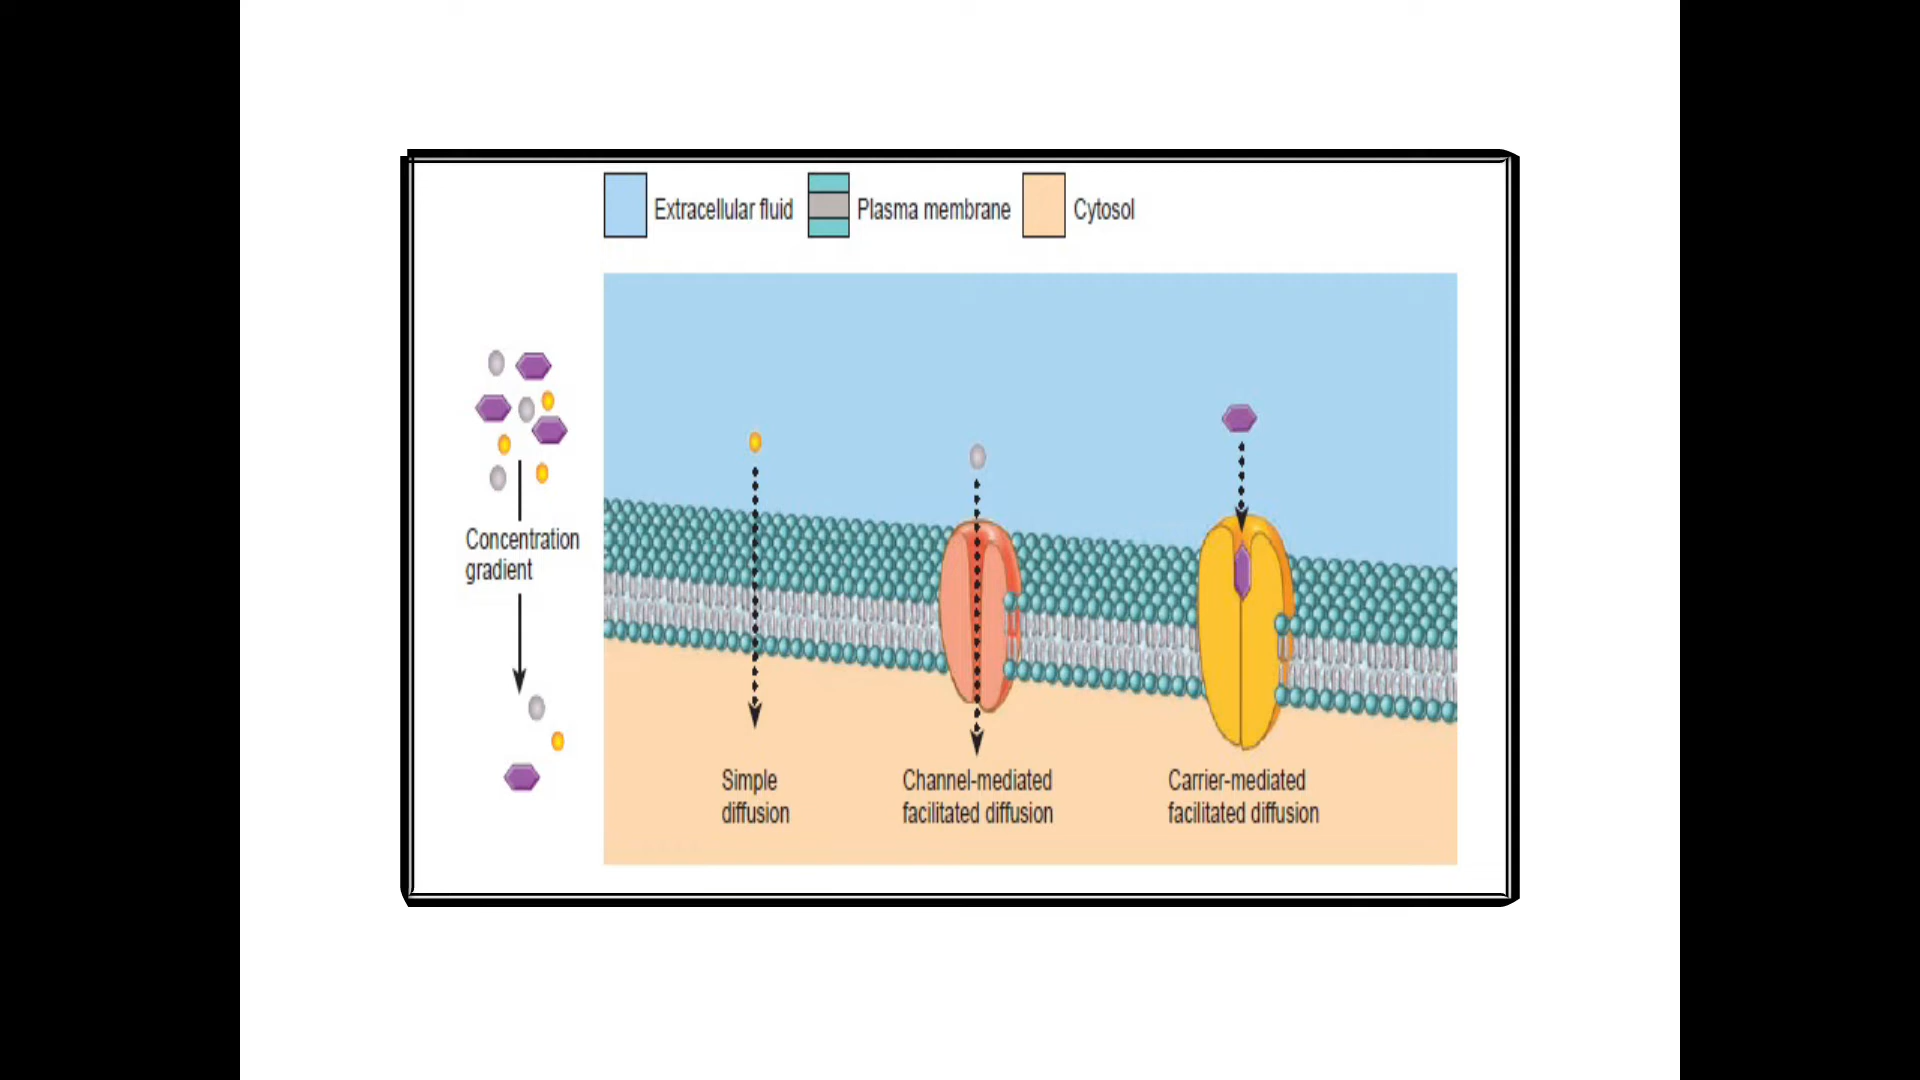 Extracellular fluid
Plasma membrane
Cytosol
Concentration
gradient
Simple
diffusion
Channel-mediated
facilitated diffusion
Carrier-mediated
facilitated diffusion